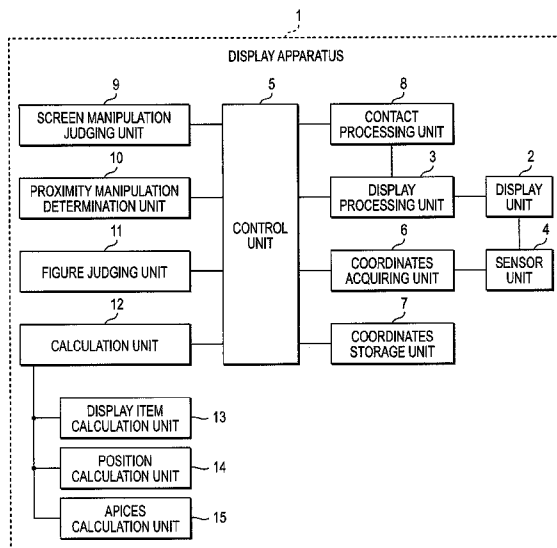 1
DISPLAY APPARATUS
9
SCREEN MANIPULATION
JUDGING UNIT
10
PROXIMITY MANIPULATION
DETERMINATION UNIT
11
FIGURE JUDGING UNIT
12
CALCULATION UNIT
DISPLAY ITEM
CALCULATION UNIT
13
POSITION
CALCULATION UNIT
14
APICES
CALCULATION UNIT
15
5
CONTROL
UNIT
8
CONTACT
PROCESSING UNIT
3
DISPLAY
PROCESSING UNIT
6
COORDINATES
ACQUIRING UNIT
7
COORDINATES
STORAGE UNIT
2
DISPLAY
UNIT
4
SENSOR
UNIT